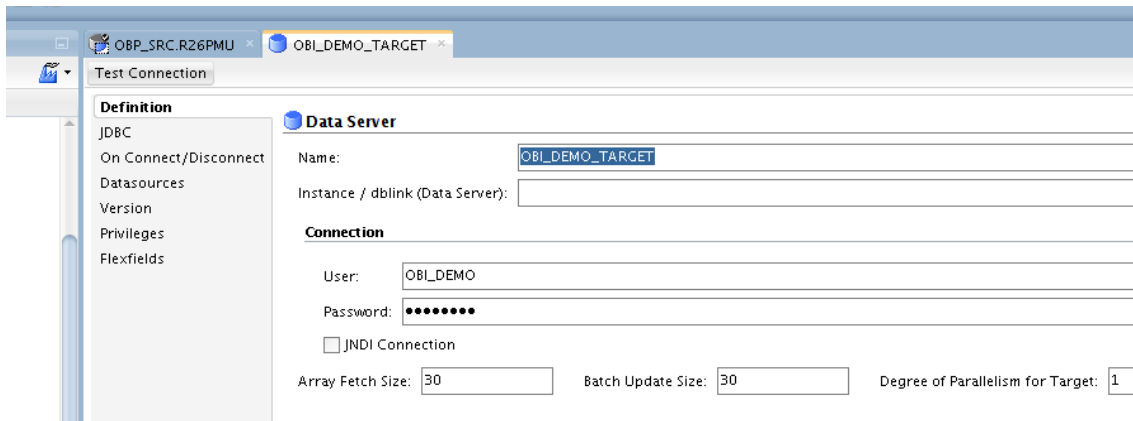 OBP_SRC.R26PMU × OBI_DEMO_TARGET ×
Test Connection
Definition
JDBC
On Connect/Disconnect
Datasources
Version
Privileges
Flexfields
Data Server
Name: OBI_DEMO_TARGET
Instance / dblink (Data Server):
Connection
User: OBI_DEMO
Password: ●●●●●●●●
JNDI Connection
Array Fetch Size: 30 Batch Update Size: 30 Degree of Parallelism for Target: 1